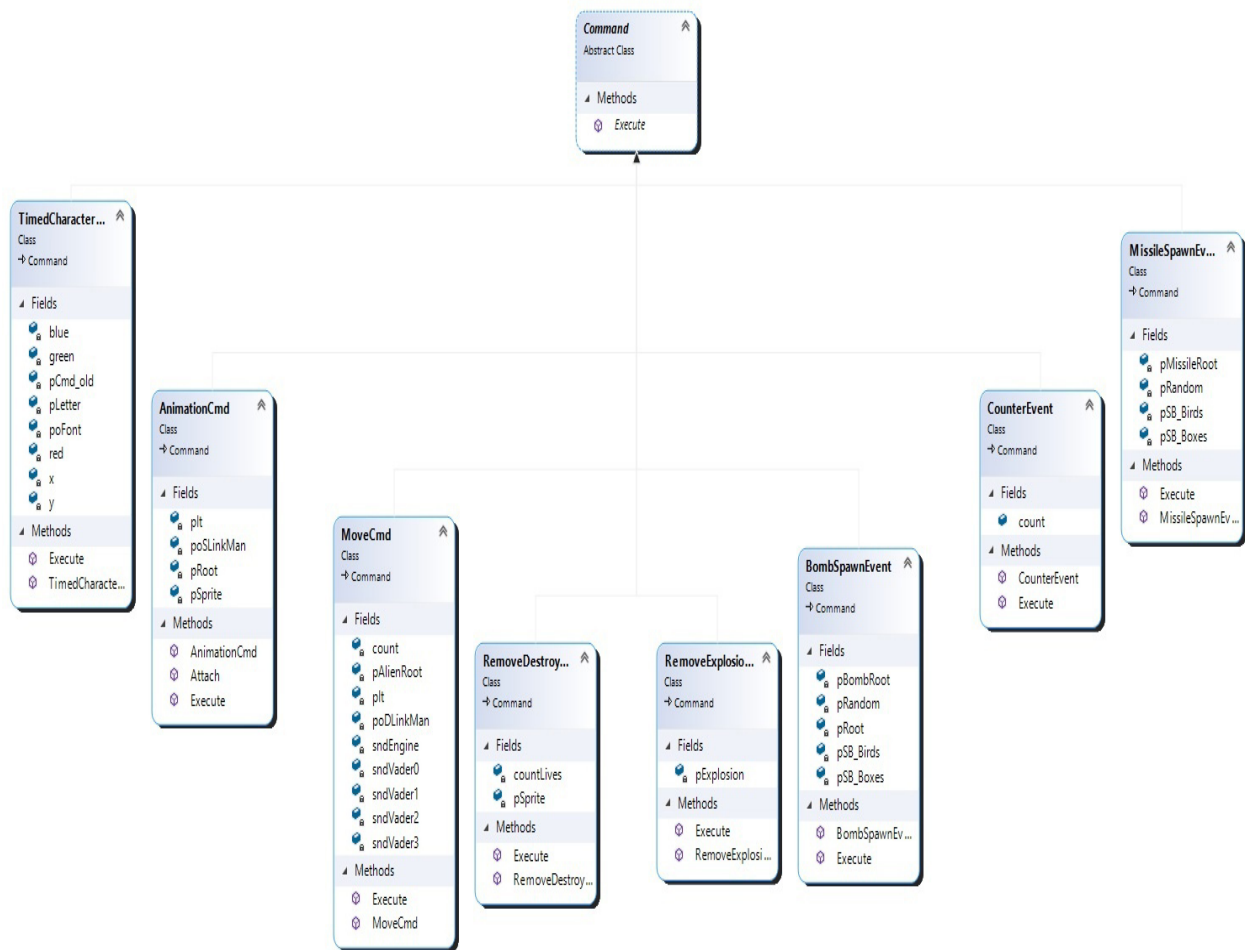 Command
Abstract Class
Methods
Execute
TimedCharacter...
Class
Command
Fields
blue
green
pCmd_old
pLetter
poFont
red
x
y
Methods
Execute
TimedCharacte...
AnimationCmd
Class
Command
Fields
pIt
poSLinkMan
pRoot
pSprite
Methods
AnimationCmd
Attach
Execute
MoveCmd
Class
Command
Fields
count
pAlienRoot
pIt
poDLinkMan
sndEngine
sndVader0
sndVader1
sndVader2
sndVader3
Methods
Execute
MoveCmd
RemoveDestroy...
Class
Command
Fields
countLives
pSprite
Methods
Execute
RemoveDestroy...
RemoveExplosio...
Class
Command
Fields
pExplosion
Methods
Execute
RemoveExplosi...
BombSpawnEvent
Class
Command
Fields
pBombRoot
pRandom
pRoot
pSB_Birds
pSB_Boxes
Methods
BombSpawnEv...
Execute
CounterEvent
Class
Command
Fields
count
Methods
CounterEvent
Execute
MissileSpawnEv...
Class
Command
Fields
pMissileRoot
pRandom
pSB_Birds
pSB_Boxes
Methods
Execute
MissileSpawnEv...